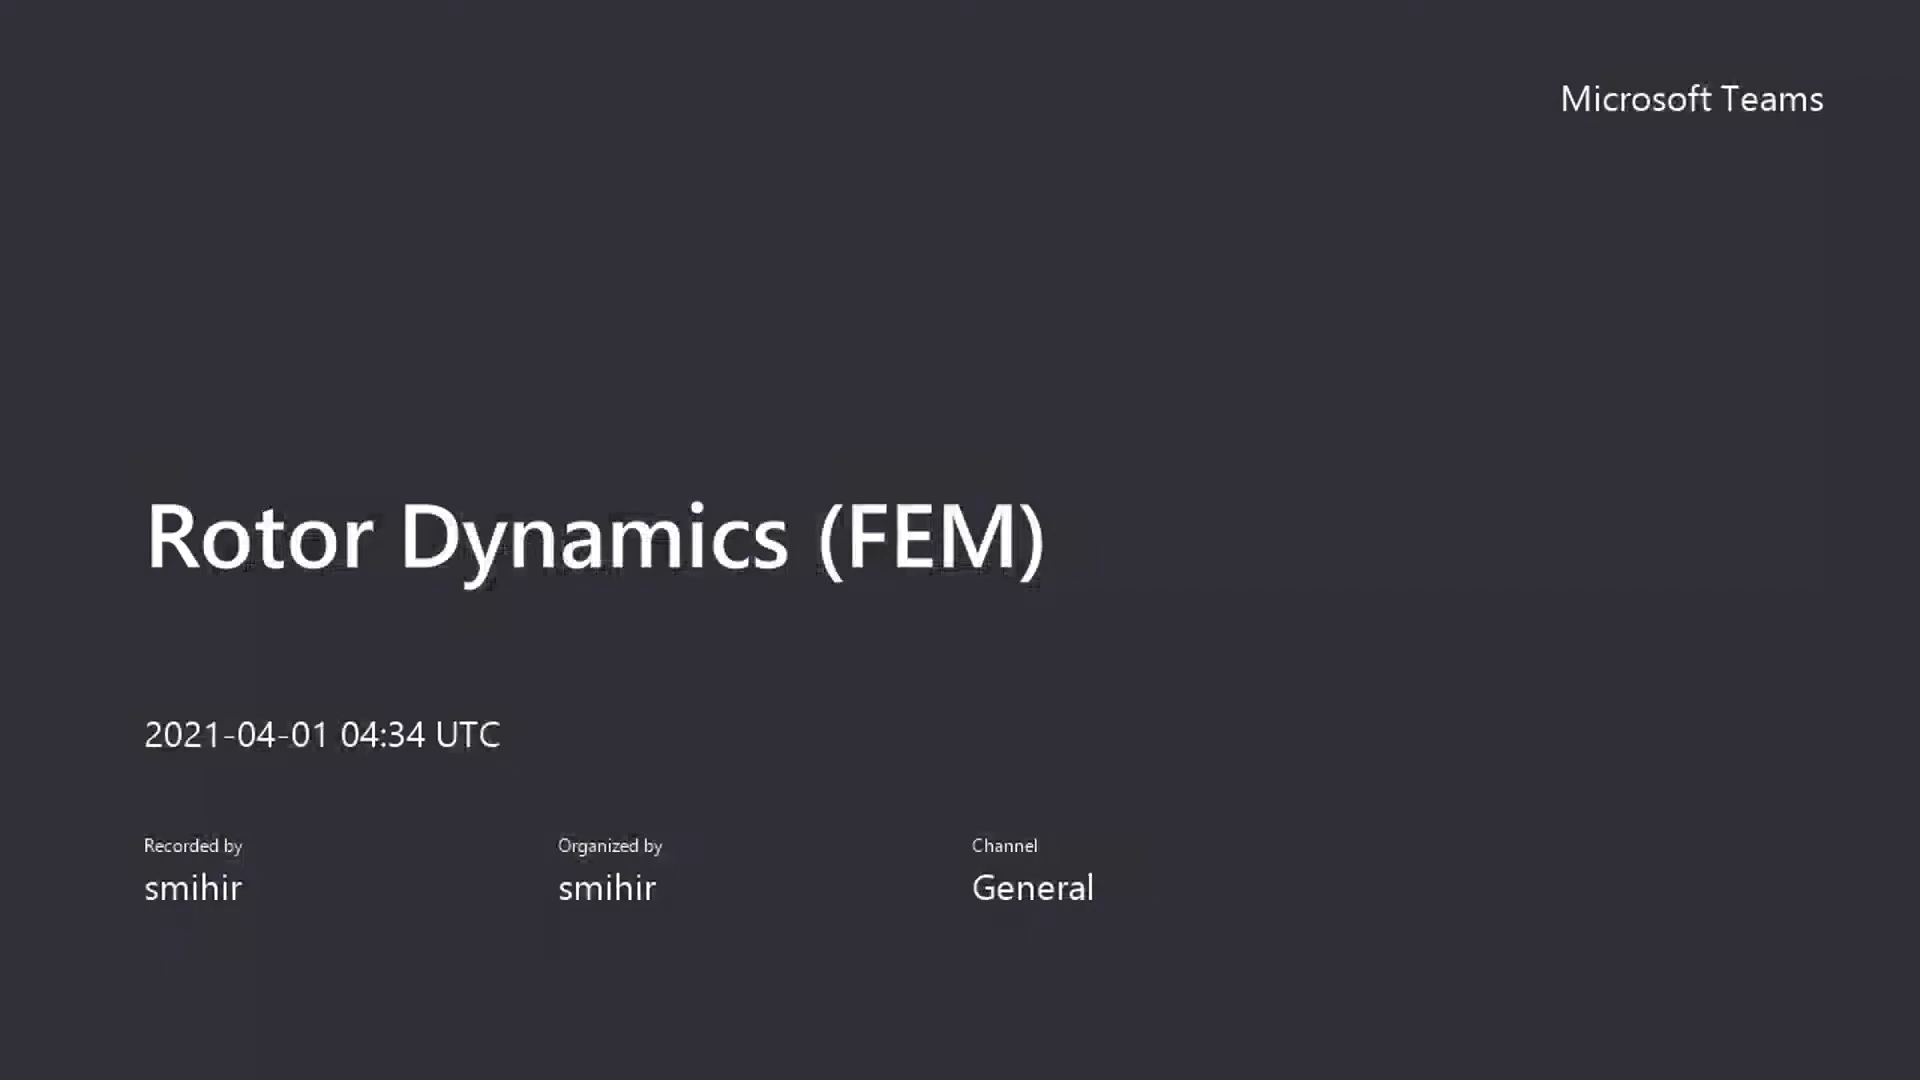 Microsoft Teams
Rotor Dynamics (FEM)
2021-04-01 04:34 UTC
Recorded by
smihir
Organized by
smihir
Channel
General